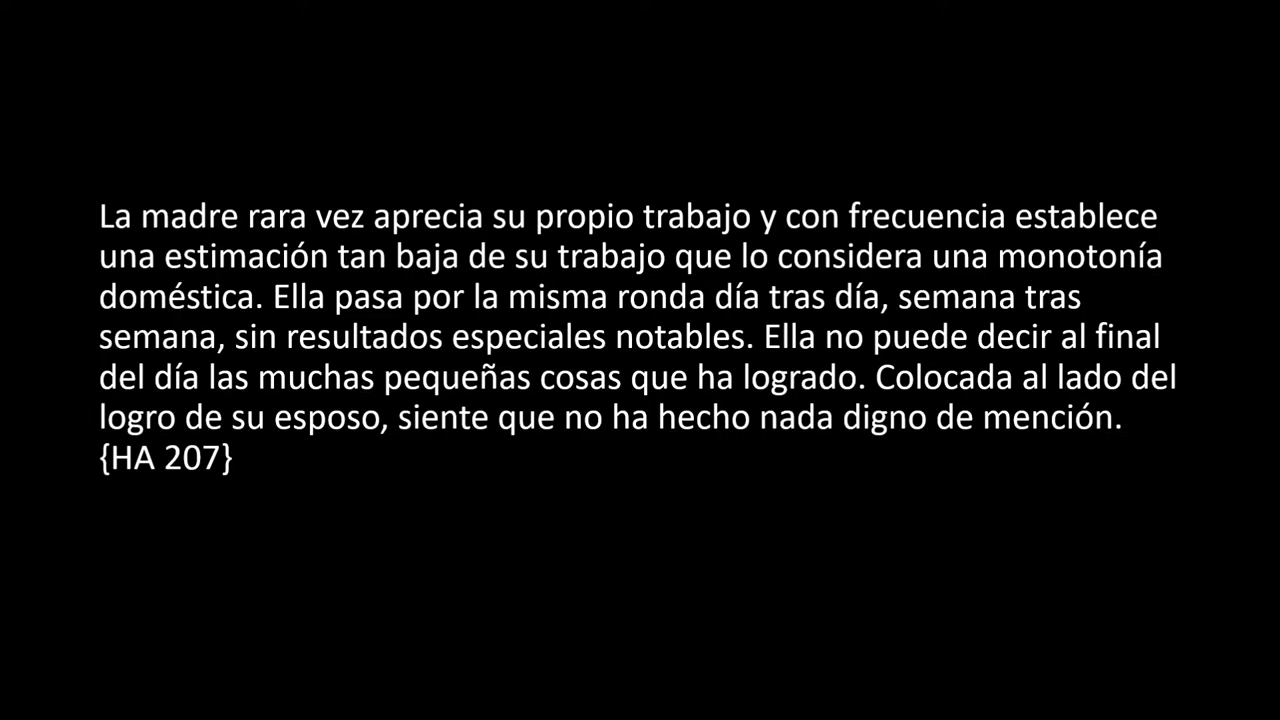 La madre rara vez aprecia su propio trabajo y con frecuencia establece
una estimación tan baja de su trabajo que lo considera una monotonía
doméstica. Ella pasa por la misma ronda día tras día, semana tras
semana, sin resultados especiales notables. Ella no puede decir al final
del día las muchas pequeñas cosas que ha logrado. Colocada al lado del
logro de su esposo, siente que no ha hecho nada digno de mención.
{HA 207}